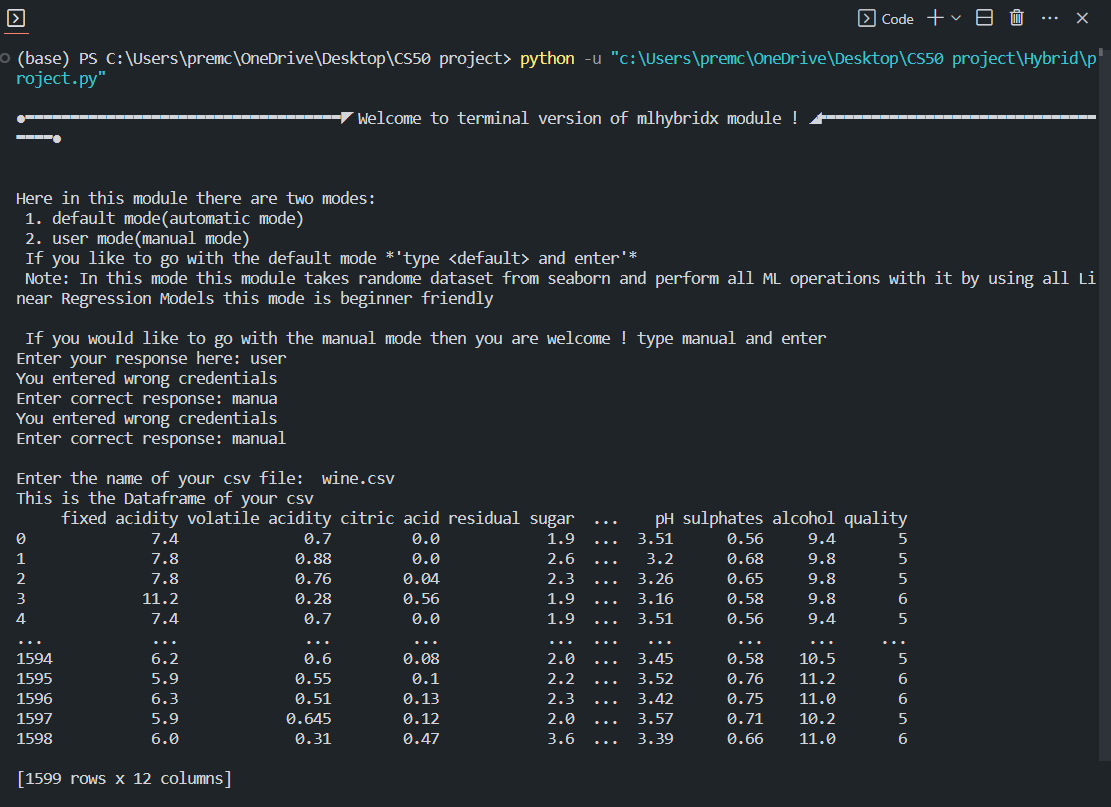 Code
(base) PS C:\Users\premc\OneDrive\Desktop\CS50 project> python -u "c:\Users\premc\OneDrive\Desktop\CS50 project\Hybrid\p
roject.py"
●━━━━━━━━━━━━━━━━━━━━━━━━━━━━━━━━━━━◤ Welcome to terminal version of mlhybridx module ! ◢━━━━━━━━━━━━━━━━━━━━━━━━━━━━━━
━━━━●
Here in this module there are two modes:
1. default mode(automatic mode)
2. user mode(manual mode)
If you like to go with the default mode *'type <default> and enter'*
Note: In this mode this module takes randome dataset from seaborn and perform all ML operations with it by using all Li
near Regression Models this mode is beginner friendly
If you would like to go with the manual mode then you are welcome ! type manual and enter
Enter your response here: user
You entered wrong credentials
Enter correct response: manua
You entered wrong credentials
Enter correct response: manual
Enter the name of your csv file:  wine.csv
This is the Dataframe of your csv
     fixed acidity volatile acidity citric acid residual sugar  ...    pH sulphates alcohol quality
0              7.4              0.7         0.0            1.9  ...  3.51      0.56     9.4       5
1              7.8             0.88         0.0            2.6  ...   3.2      0.68     9.8       5
2              7.8             0.76        0.04            2.3  ...  3.26      0.65     9.8       5
3             11.2             0.28        0.56            1.9  ...  3.16      0.58     9.8       6
4              7.4              0.7         0.0            1.9  ...  3.51      0.56     9.4       5
...            ...              ...         ...            ...  ...   ...       ...     ...     ...
1594           6.2              0.6        0.08            2.0  ...  3.45      0.58    10.5       5
1595           5.9             0.55         0.1            2.2  ...  3.52      0.76    11.2       6
1596           6.3             0.51        0.13            2.3  ...  3.42      0.75    11.0       6
1597           5.9            0.645        0.12            2.0  ...  3.57      0.71    10.2       5
1598           6.0             0.31        0.47            3.6  ...  3.39      0.66    11.0       6
[1599 rows x 12 columns]